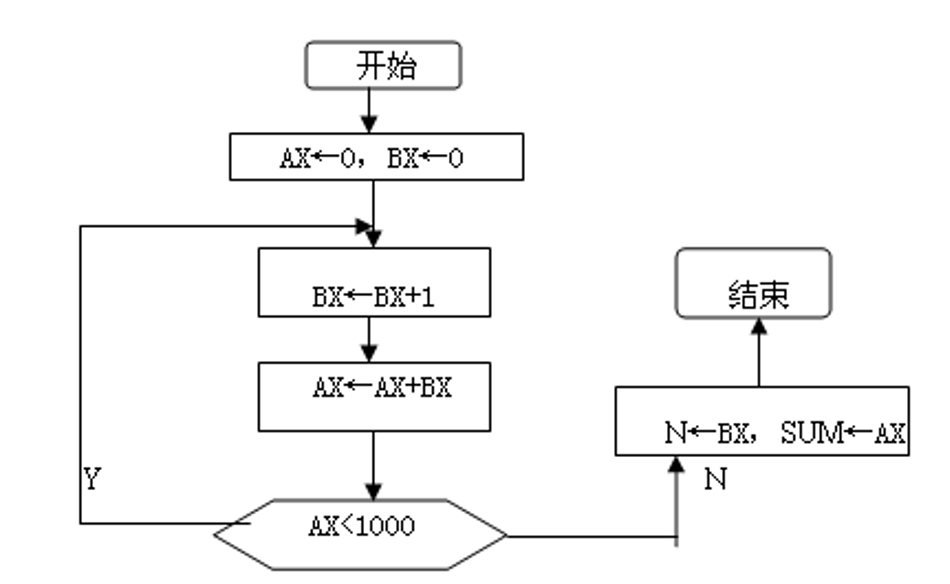 开始
AX←0， BX←0
BX←BX+1
AX←AX+BX
Y
AX<1000
结束
N←BX， SUM←AX
N